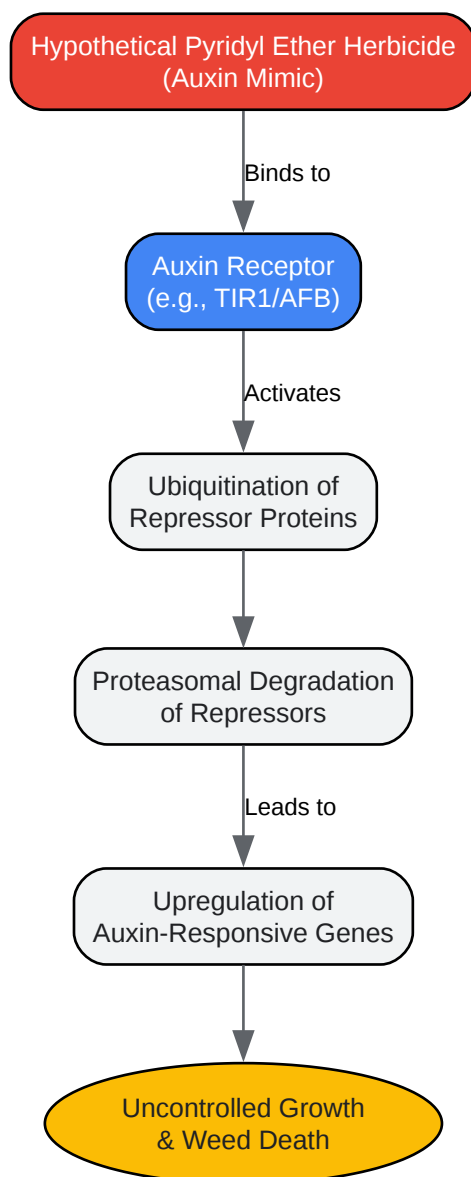 Hypothetical Pyridyl Ether Herbicide
(Auxin Mimic)
Binds to
Auxin Receptor
(e.g., TIR1/AFB)
Activates
Ubiquitination of
Repressor Proteins
Proteasomal Degradation
of Repressors
Leads to
Upregulation of
Auxin-Responsive Genes
Uncontrolled Growth
& Weed Death